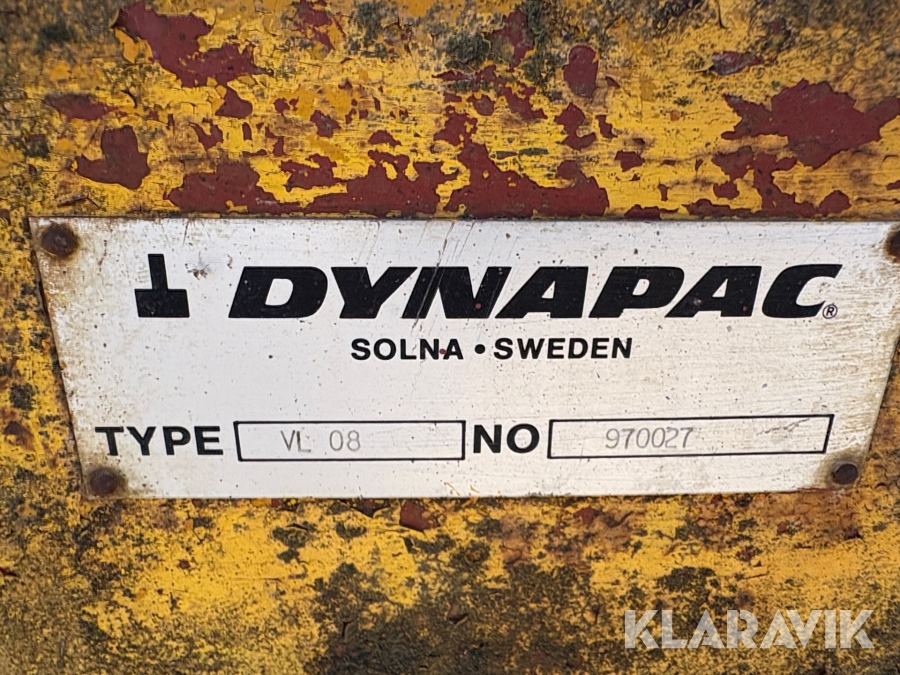 DYNAPAC®
SOLNA • SWEDEN
TYPE VL 08 NO 970027
KLARAVIK